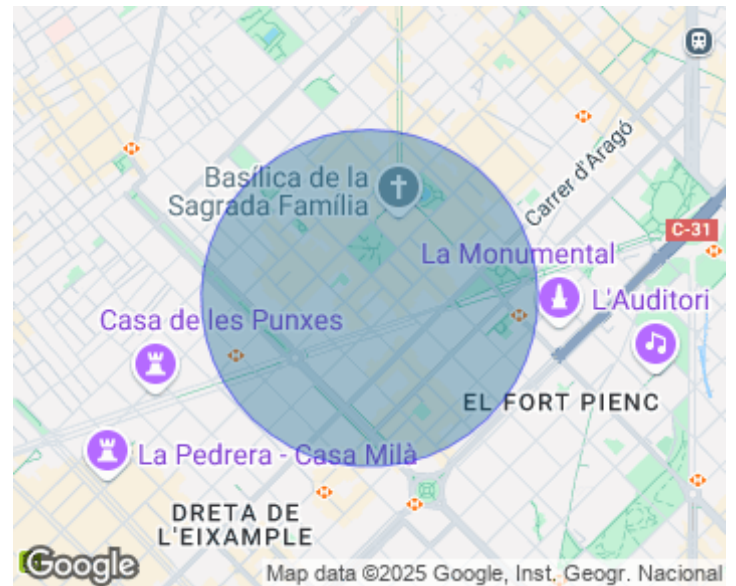 Basílica de la
Sagrada Família
Carrer d'Aragó
C-31
La Monumental
L'Auditori
Casa de les Punxes
EL FORT PIENC
La Pedrera - Casa Milà
DRETA DE
L'EIXAMPLE
Google
Map data ©2025 Google, Inst. Geogr. Nacional